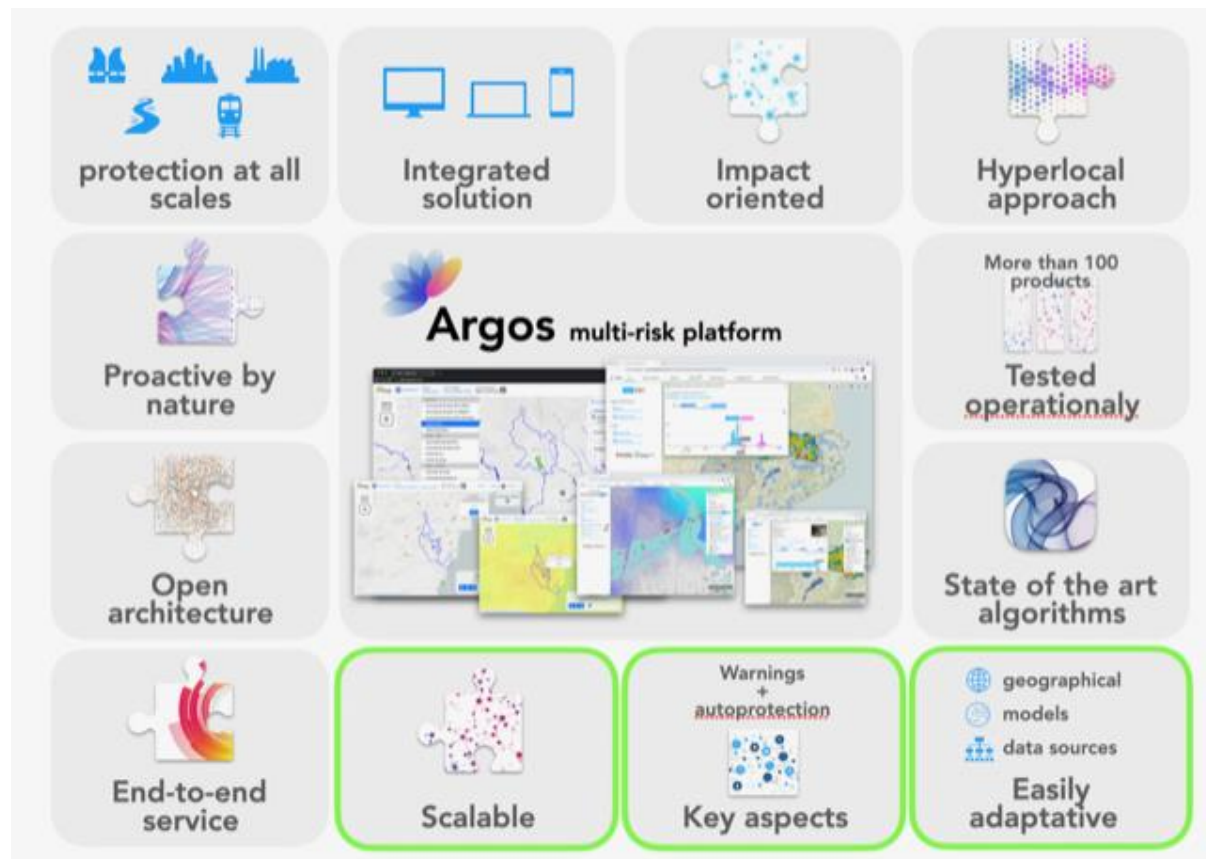 protection at all
scales
Integrated
solution
Impact
oriented
Hyperlocal
approach
Proactive by
nature
Argos multi-risk platform
More than 100
products
Tested
operationaly
Open
architecture
State of the art
algorithms
End-to-end
service
Scalable
Warnings
+
autoprotection
Key aspects
geographical
models
data sources
Easily
adaptative